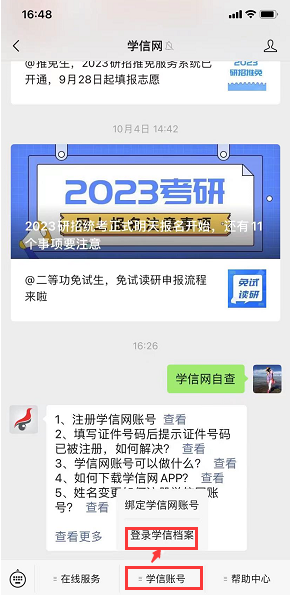 16:48
学信网
@推免生，2023研招推免服务系统已
开通，9月28日起填报志愿
2023
研招推免
10月4日 14:42
2023考研
2023研招统考正式明天报名开始，还有11
个事项要注意
@二等功免试生，免试读研申报流程
来啦
免试
读研
16:26
学信网自查
1、注册学信网账号 查看
2、填写证件号码后提示证件号码
已被注册，如何解决？ 查看
3、学信网账号可以做什么？ 查看
4、如何下载学信网APP？ 查看
5、姓名变更
号？ 查看
查看更多
绑定学信网账号
登录学信档案
在线服务
学信账号
帮助中心